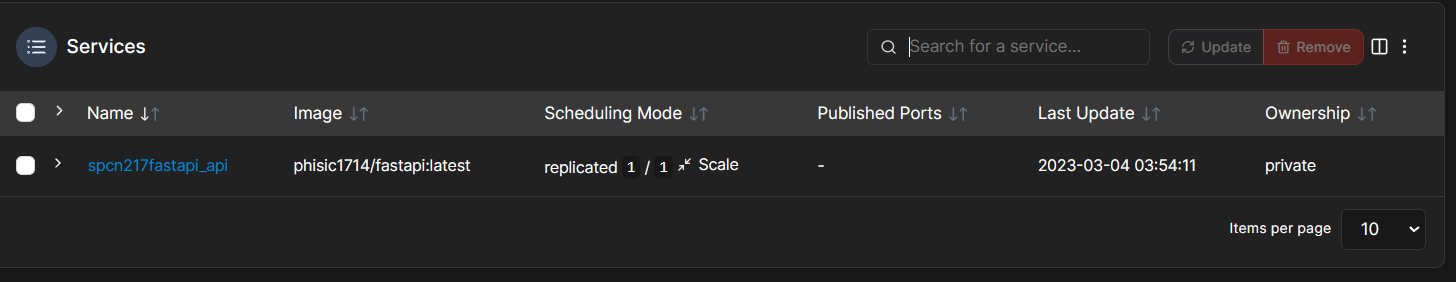 Services
Search for a service...
Update
Remove
Name Image Scheduling Mode Published Ports Last Update Ownership
spcn217fastapi_api phisic1714/fastapi:latest replicated 1 / 1 Scale - 2023-03-04 03:54:11 private
Items per page 10